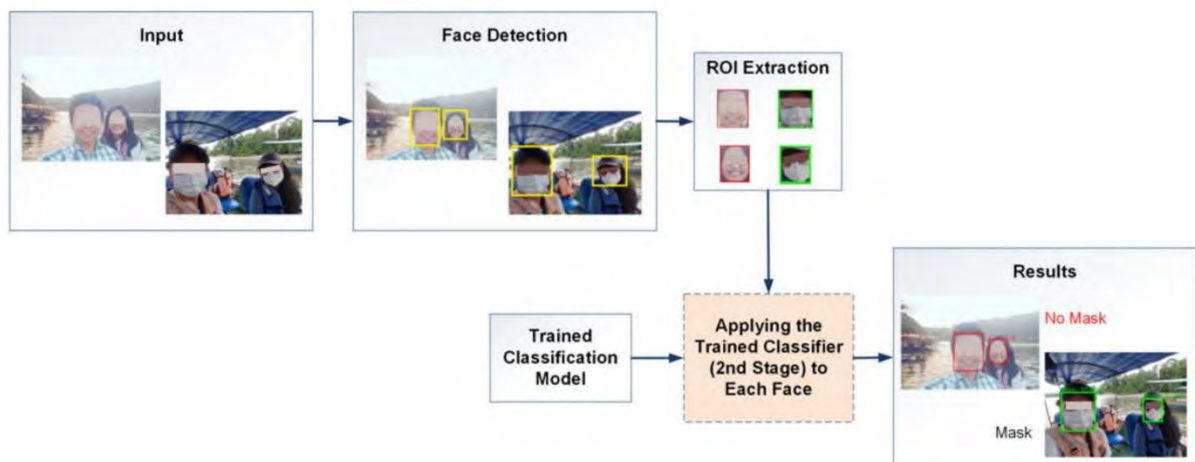 Input
Face Detection
ROI Extraction
Trained
Classification
Model
Applying the
Trained Classifier
(2nd Stage) to
Each Face
Results
No Mask
Mask